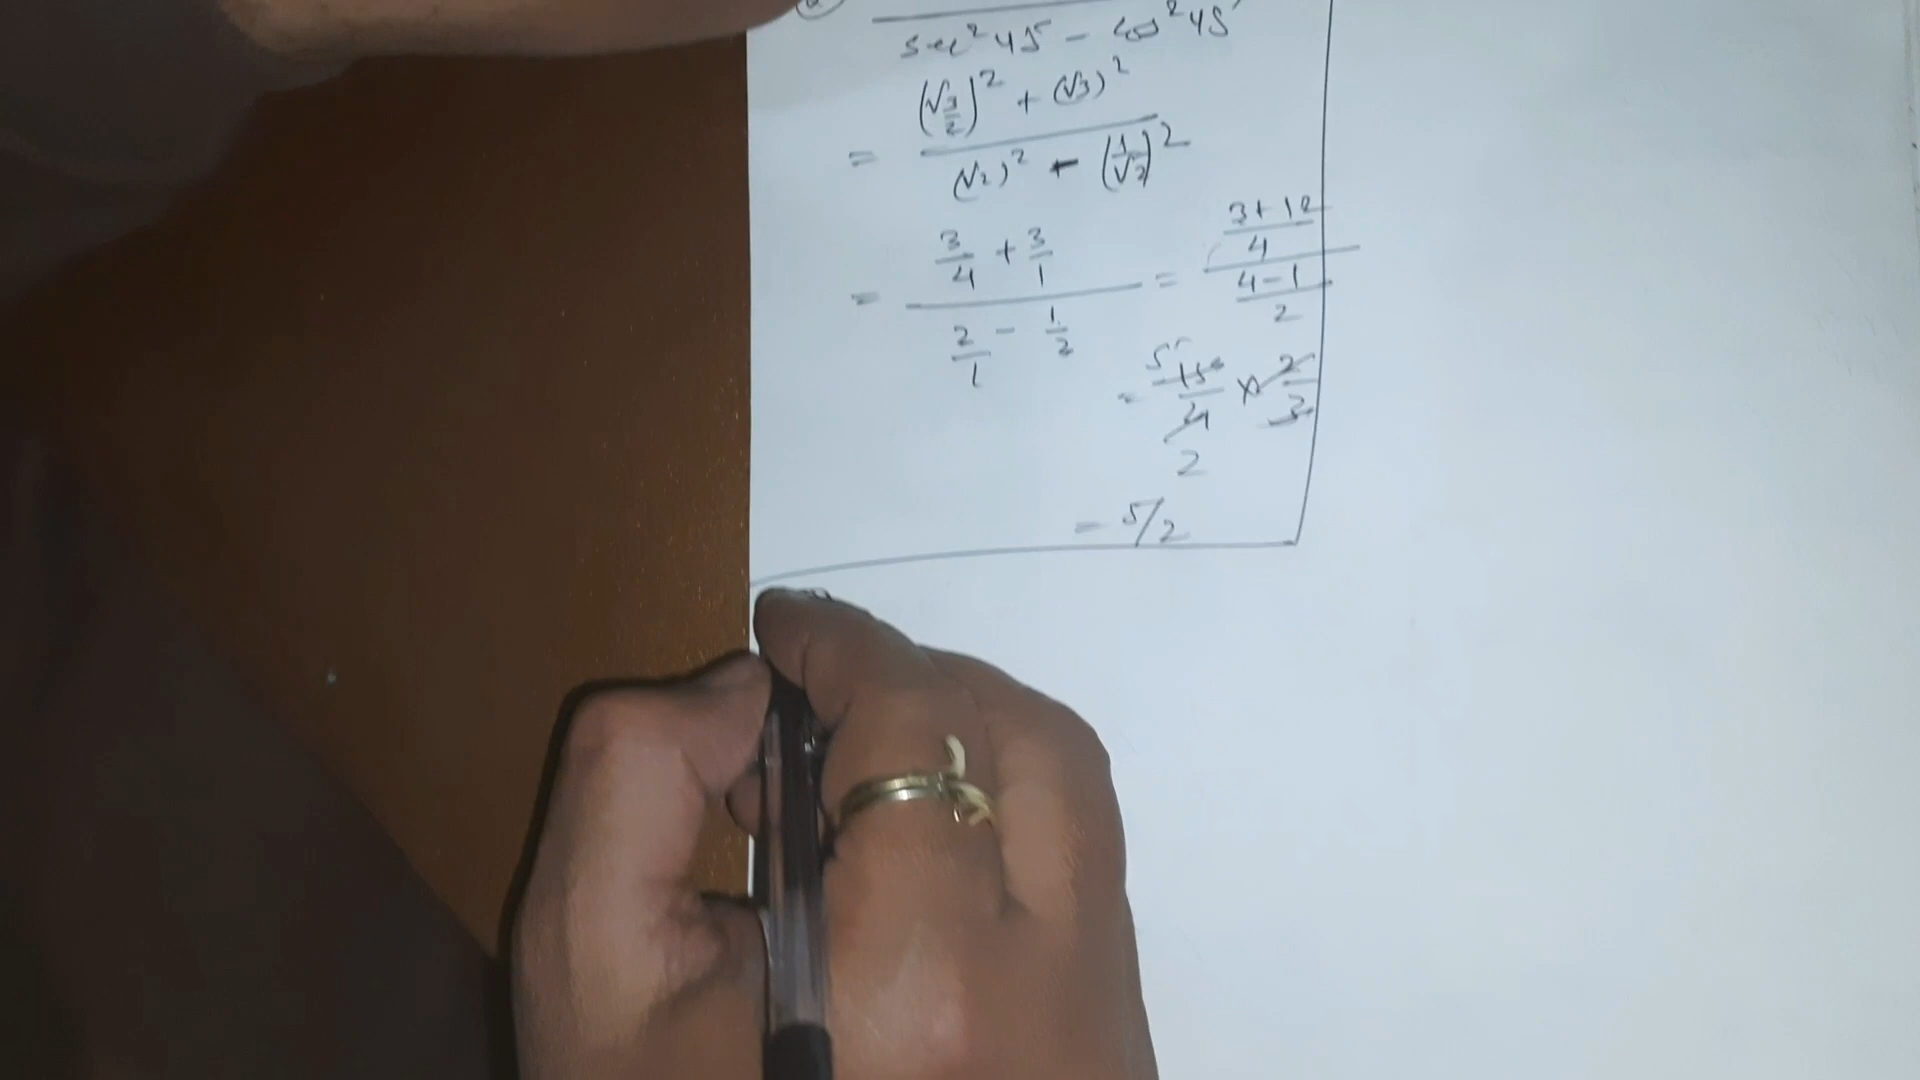 sec²45 - cos²45
= ((√3/2)² + (√3)²) / ((√2)² - (1/√2)²)
= (3/4 + 3/1) / (2/1 - 1/2) = ((3+12)/4) / ((4-1)/2)
= 15/4 × 2/3
5
2
= 5/2